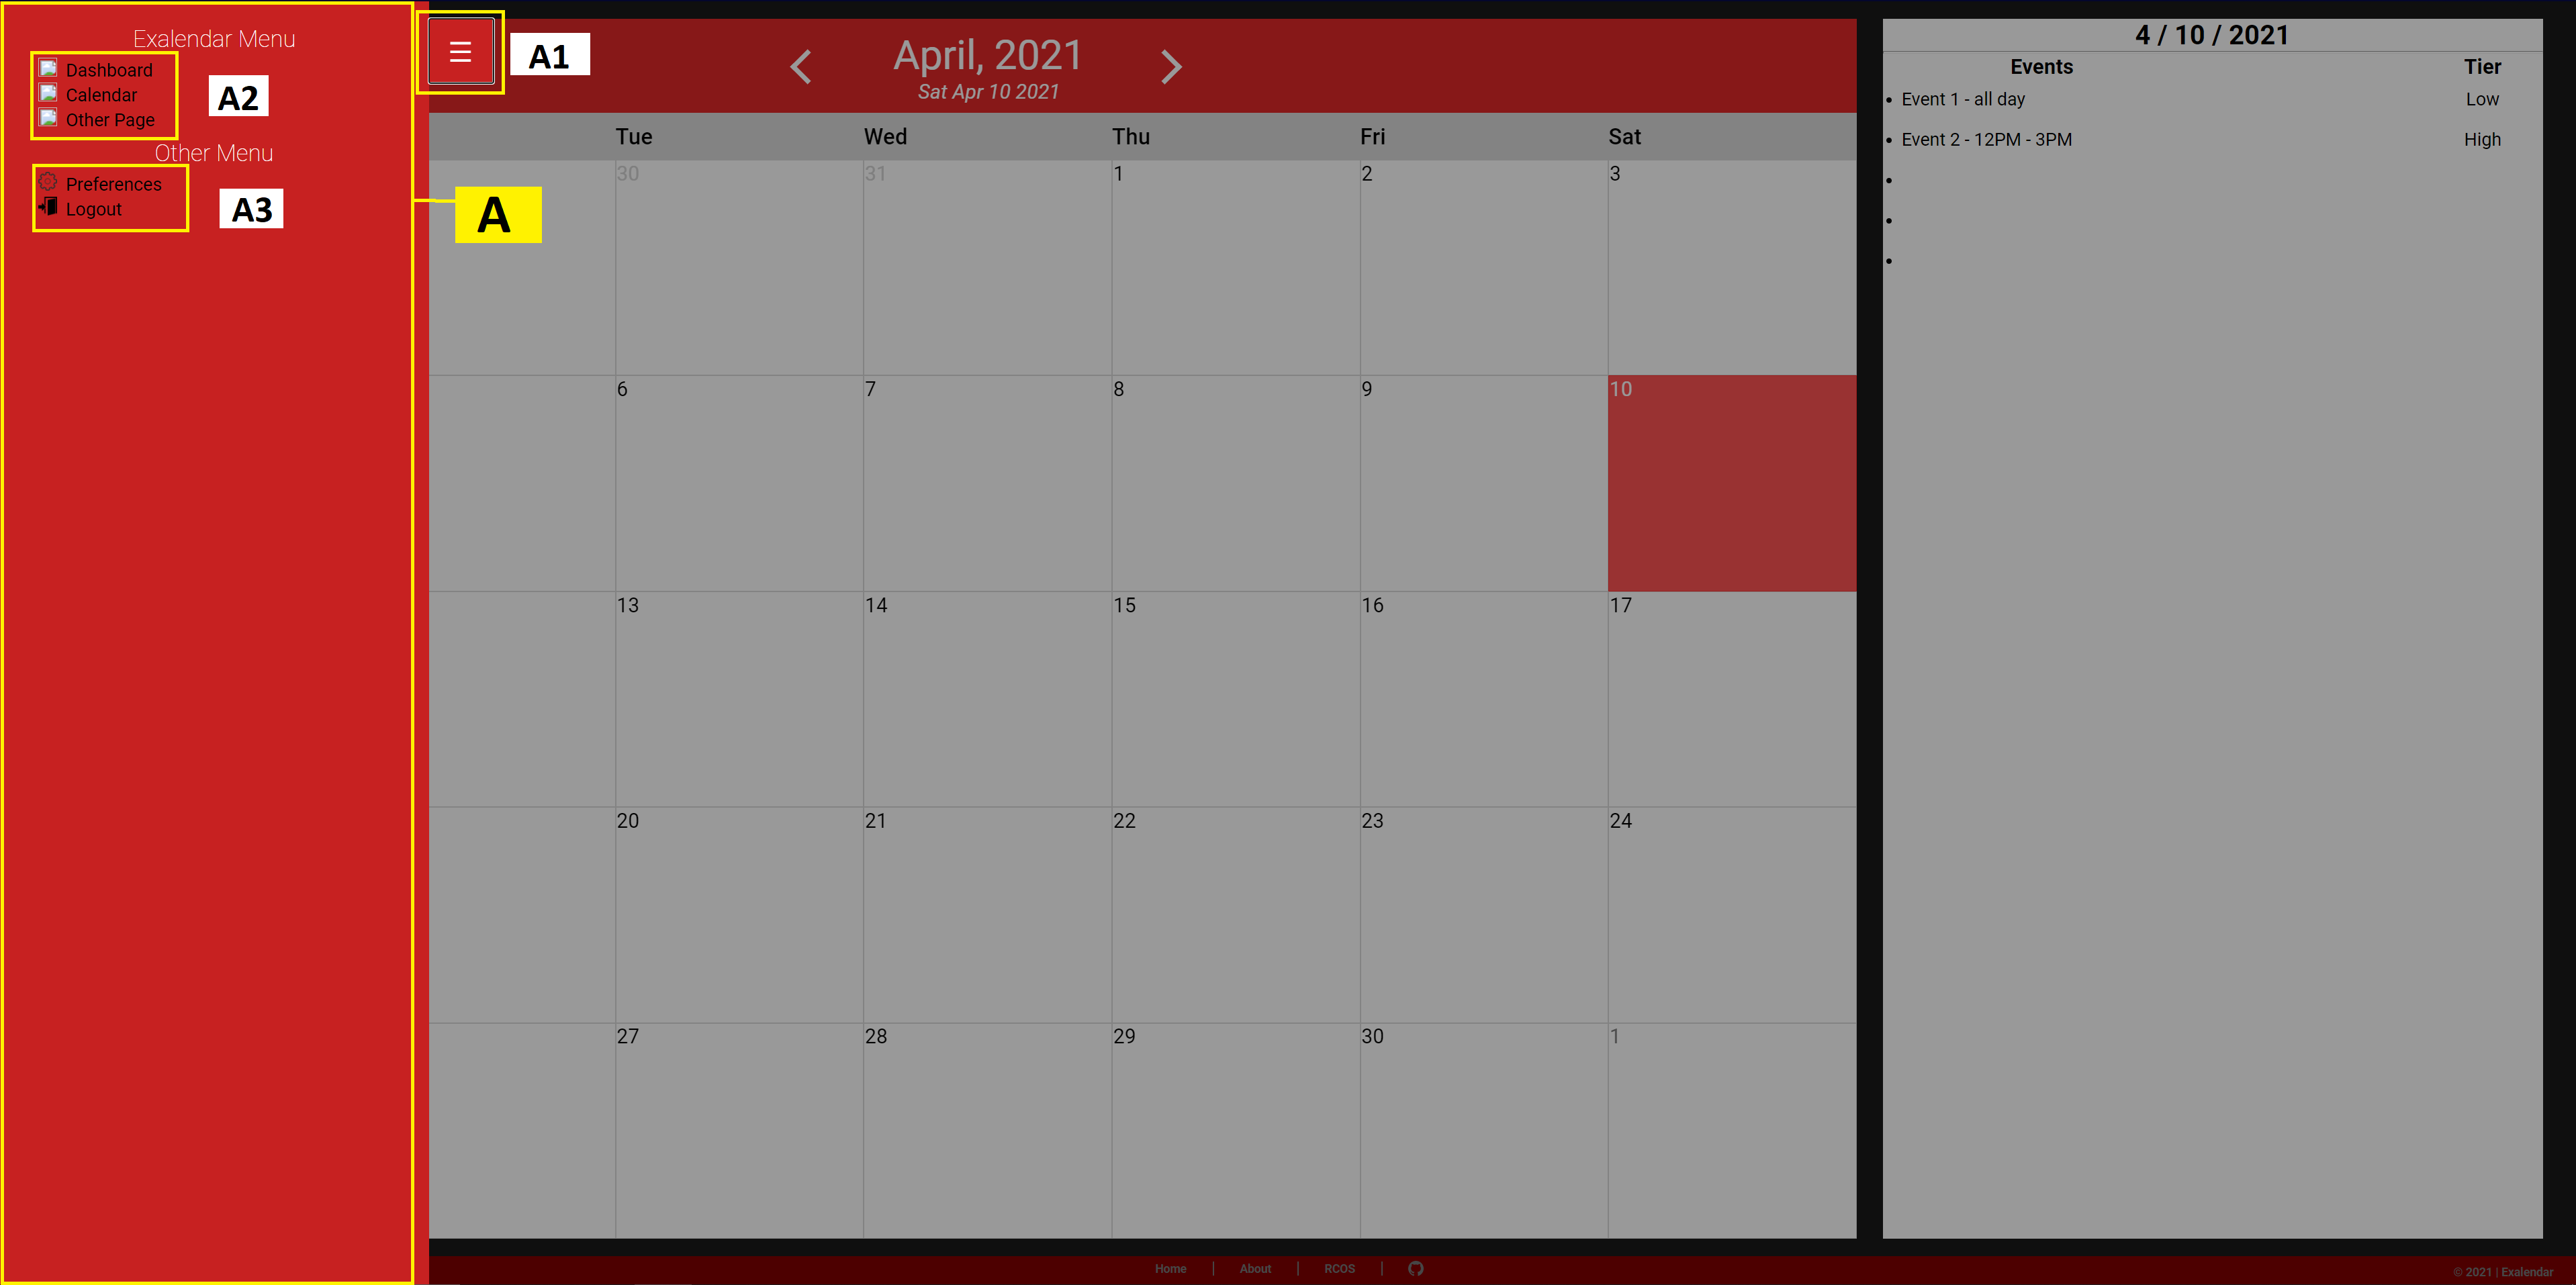 Exalendar Menu
Dashboard
Calendar
Other Page
A2
Other Menu
Preferences
Logout
A3
A1
A
April, 2021
Sat Apr 10 2021
Tue Wed Thu Fri Sat
30 31 1 2 3
6 7 8 9 10
13 14 15 16 17
20 21 22 23 24
27 28 29 30 1
4 / 10 / 2021
Events Tier
• Event 1 - all day Low
• Event 2 - 12PM - 3PM High
•
•
•
Home | About | RCOS |
© 2021 | Exalendar